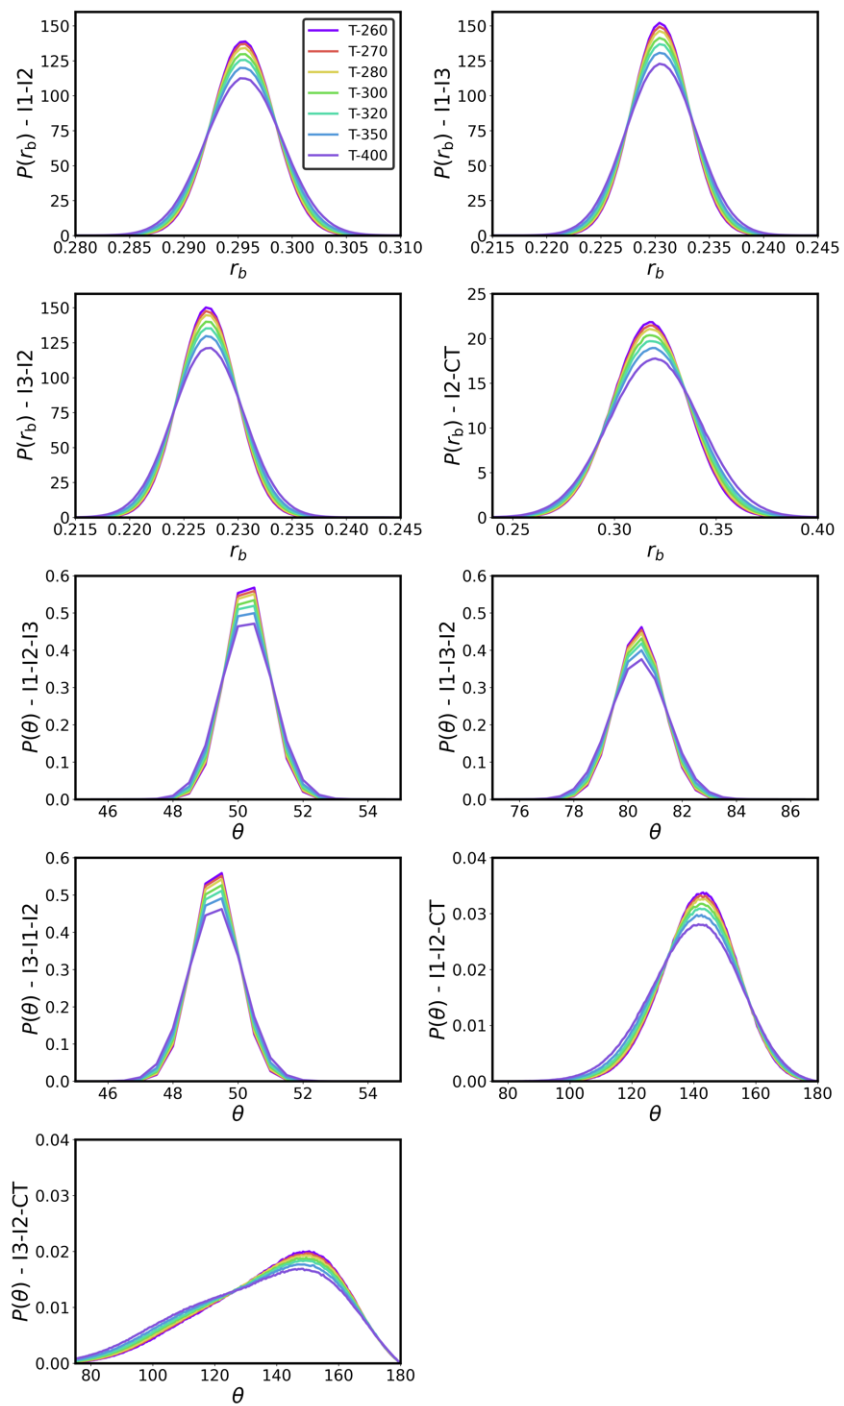 P(r_b) - I1-I2
150
125
100
75
50
25
0
0.280 0.285 0.290 0.295 0.300 0.305 0.310
r_b
T-260
T-270
T-280
T-300
T-320
T-350
T-400
P(r_b) - I1-I3
150
125
100
75
50
25
0
0.215 0.220 0.225 0.230 0.235 0.240 0.245
r_b
P(r_b) - I3-I2
150
125
100
75
50
25
0
0.215 0.220 0.225 0.230 0.235 0.240 0.245
r_b
P(r_b) - I2-CT
25
20
15
10
5
0
0.25 0.30 0.35 0.40
r_b
P(θ) - I1-I2-I3
0.6
0.5
0.4
0.3
0.2
0.1
0.0
46 48 50 52 54
θ
P(θ) - I1-I3-I2
0.6
0.5
0.4
0.3
0.2
0.1
0.0
76 78 80 82 84 86
θ
P(θ) - I3-I1-I2
0.6
0.5
0.4
0.3
0.2
0.1
0.0
46 48 50 52 54
θ
P(θ) - I1-I2-CT
0.04
0.03
0.02
0.01
0.00
80 100 120 140 160 180
θ
P(θ) - I3-I2-CT
0.04
0.03
0.02
0.01
0.00
80 100 120 140 160 180
θ